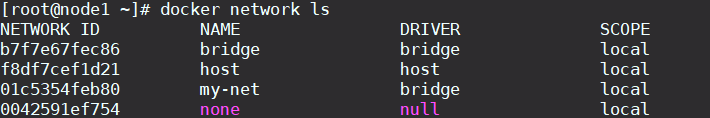 [root@node1 ~]# docker network ls
NETWORK ID          NAME                DRIVER              SCOPE
b7f7e67fec86        bridge              bridge              local
f8df7cef1d21        host                host                local
01c5354feb80        my-net              bridge              local
0042591ef754        none                null                local